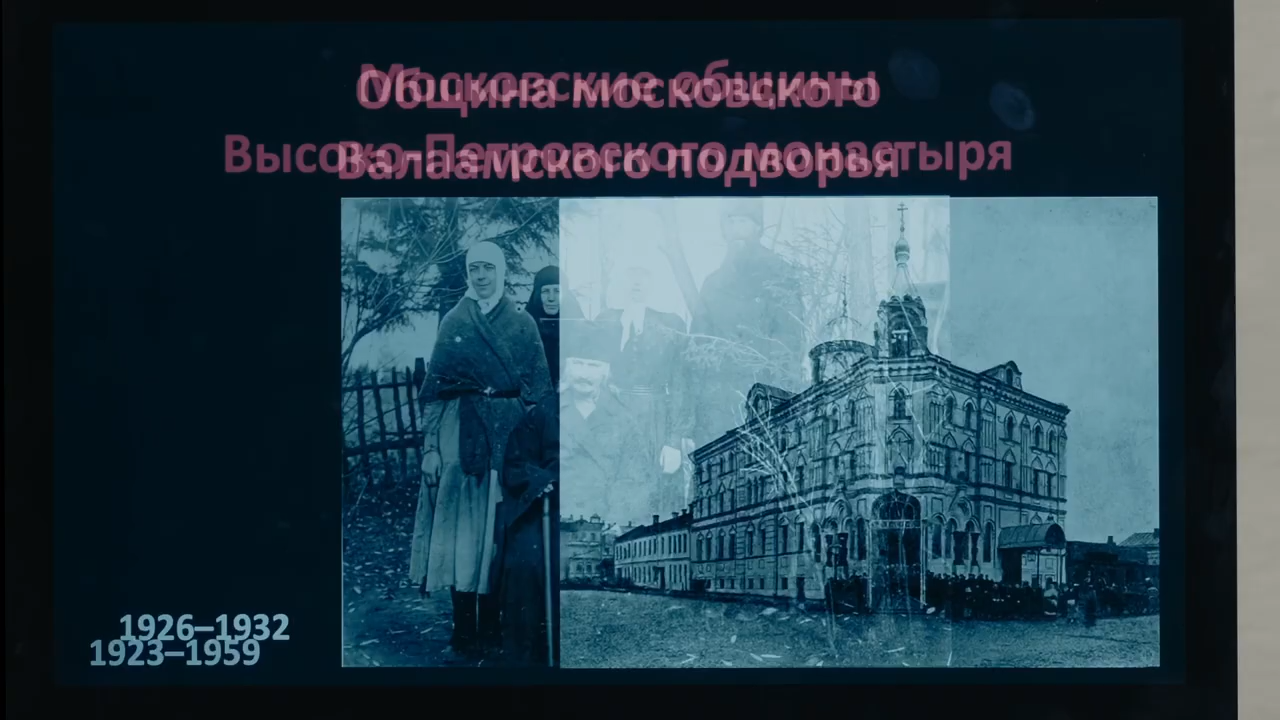 Московские общины
Высоко-Петровского монастыря
Община московского
Валаамского подворья
1926–1932
1923–1959